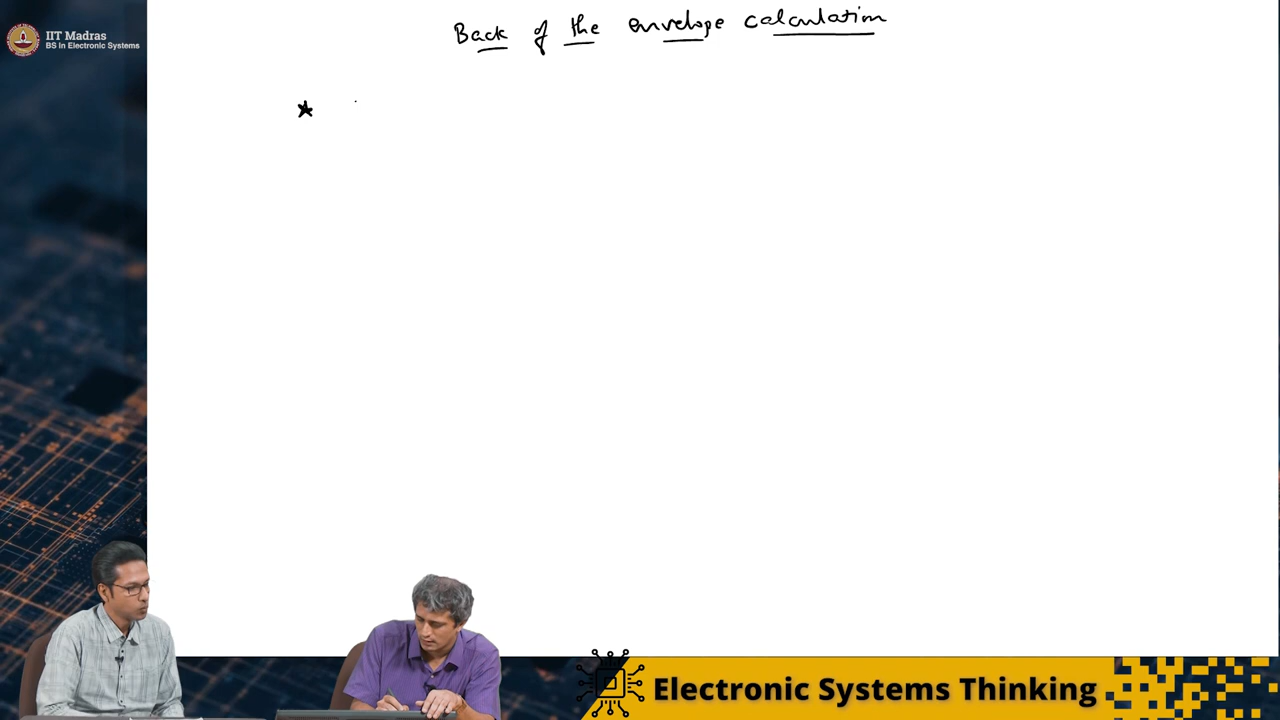 IIT Madras
BS in Electronic Systems
Back of the envelope calculation
Electronic Systems Thinking